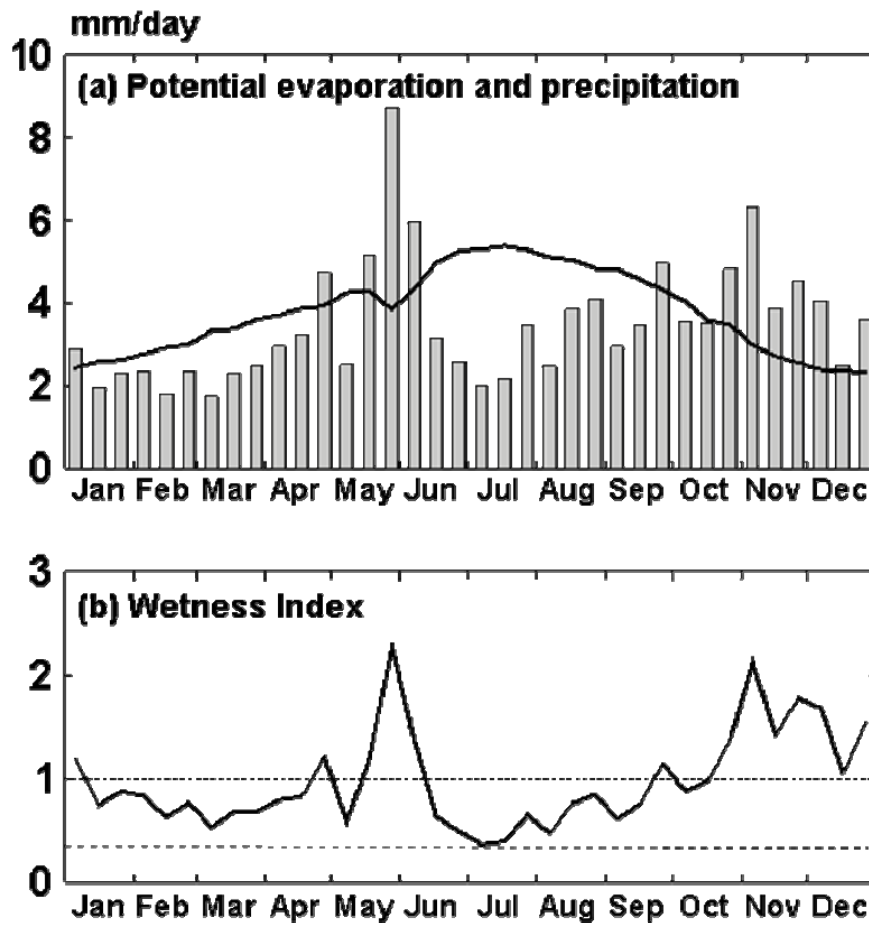 mm/day
10
(a) Potential evaporation and precipitation
8
6
4
2
0
Jan Feb Mar Apr May Jun Jul Aug Sep Oct Nov Dec
3
(b) Wetness Index
2
1
0
Jan Feb Mar Apr May Jun Jul Aug Sep Oct Nov Dec